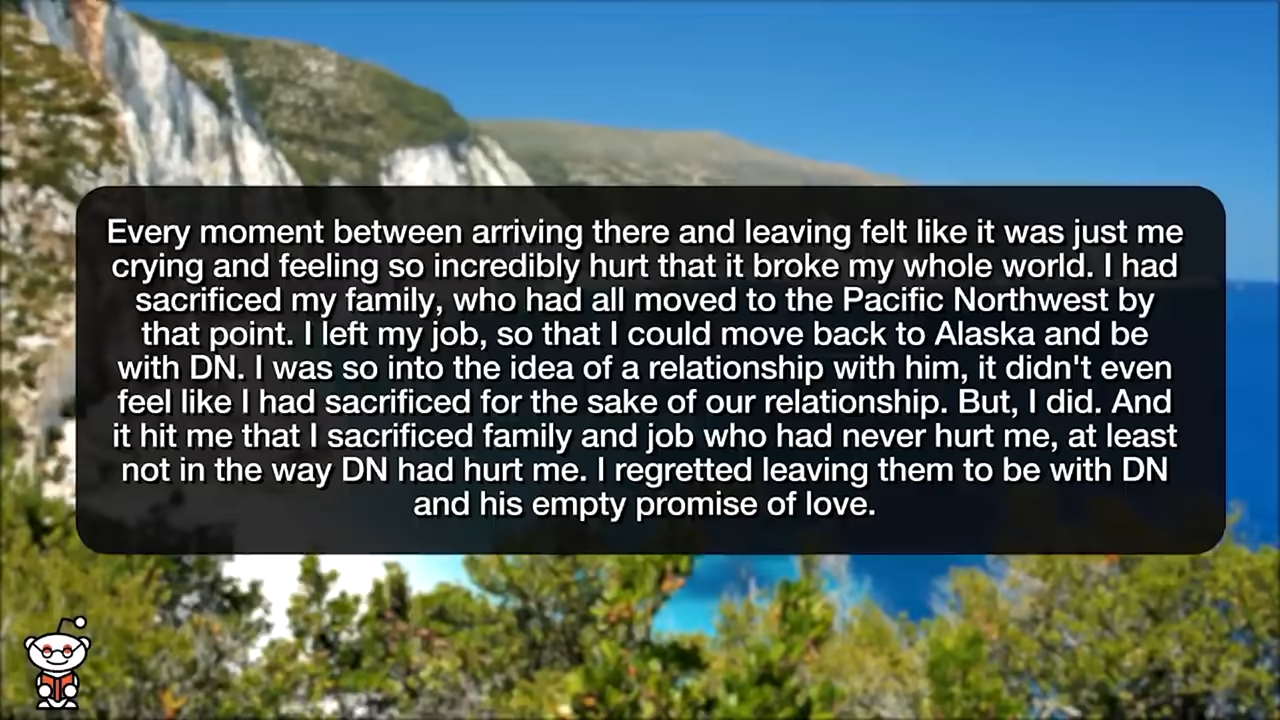 Every moment between arriving there and leaving felt like it was just me
crying and feeling so incredibly hurt that it broke my whole world. I had
sacrificed my family, who had all moved to the Pacific Northwest by
that point. I left my job, so that I could move back to Alaska and be
with DN. I was so into the idea of a relationship with him, it didn't even
feel like I had sacrificed for the sake of our relationship. But, I did. And
it hit me that I sacrificed family and job who had never hurt me, at least
not in the way DN had hurt me. I regretted leaving them to be with DN
and his empty promise of love.